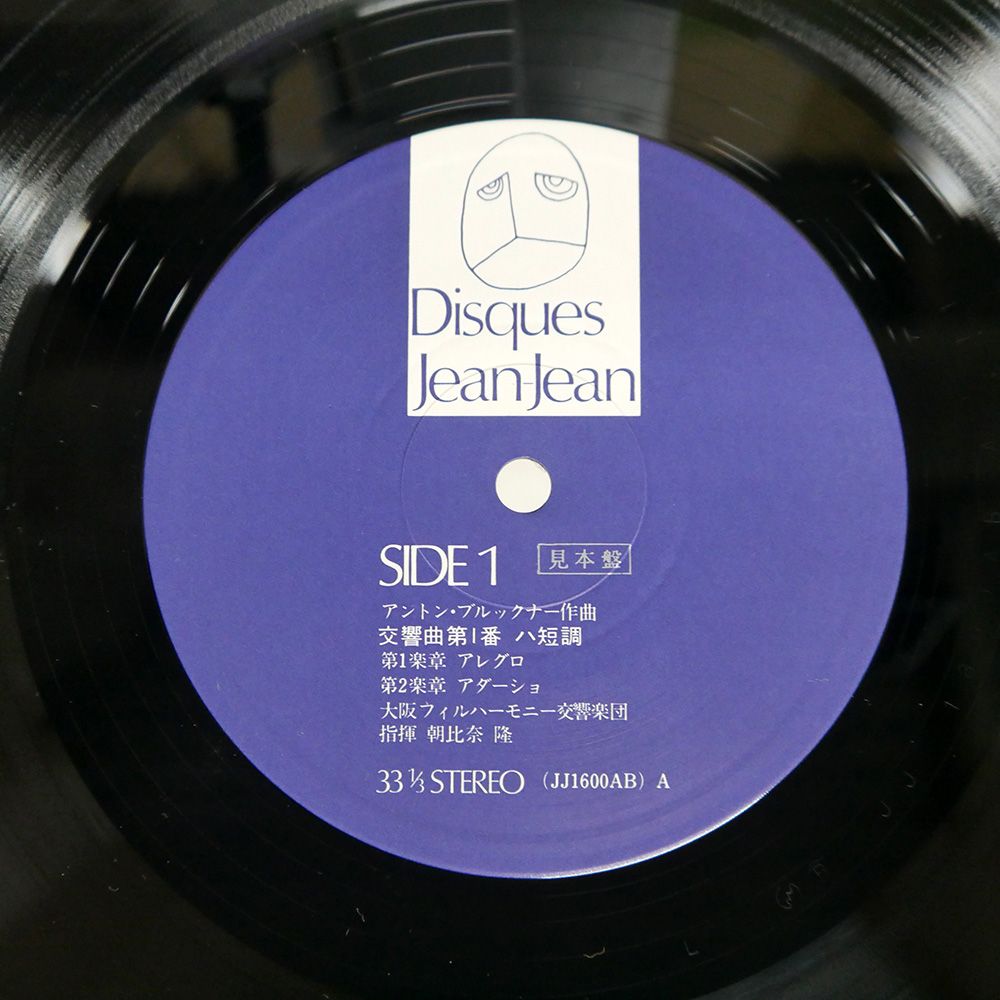 Disques
Jean-Jean
SIDE 1 見本盤
アントン・ブルックナー作曲
交響曲第1番 ハ短調
第1楽章 アレグロ
第2楽章 アダージョ
大阪フィルハーモニー交響楽団
指揮 朝比奈 隆
33 1/3 STEREO (JJ1600AB) A